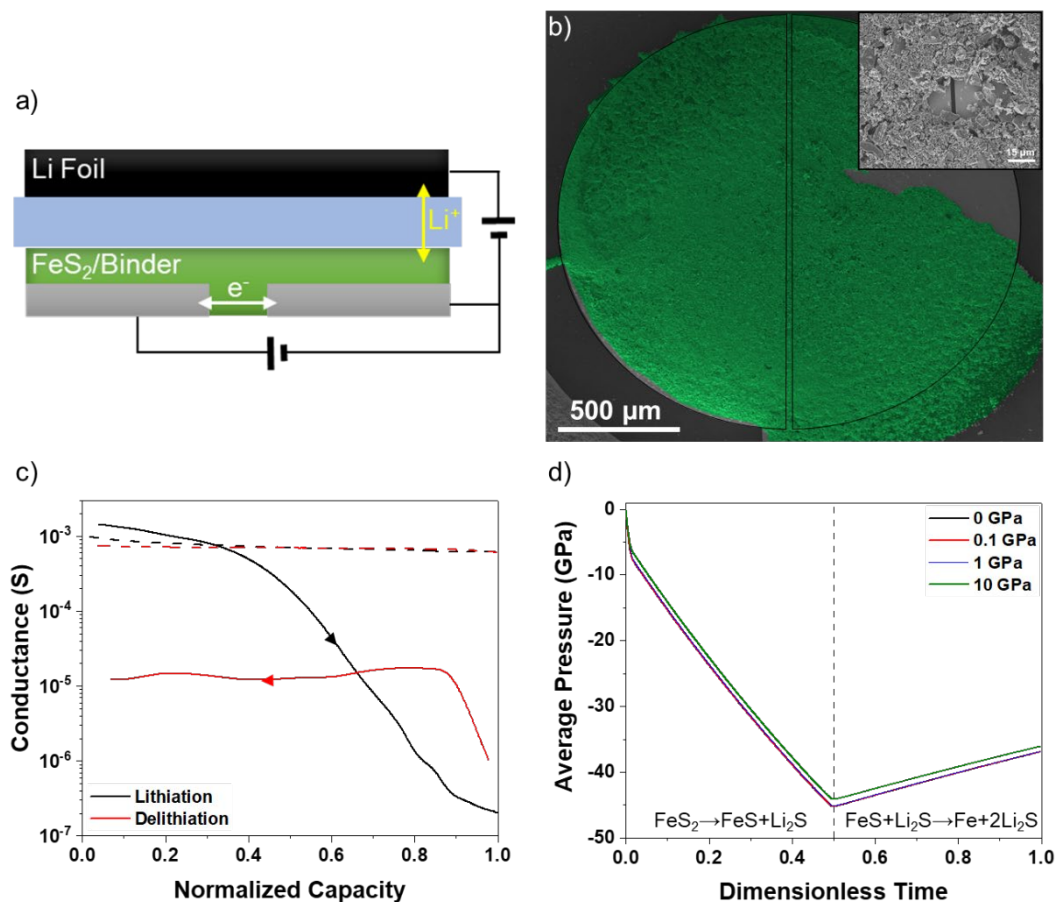 a)
Li Foil
Li⁺
FeS₂/Binder
e⁻
b)
15 µm
500 µm
c)
Conductance (S)
10⁻³
10⁻⁴
10⁻⁵
10⁻⁶
10⁻⁷
Lithiation
Delithiation
0.0 0.2 0.4 0.6 0.8 1.0
Normalized Capacity
d)
Average Pressure (GPa)
0
-10
-20
-30
-40
-50
0 GPa
0.1 GPa
1 GPa
10 GPa
FeS₂→FeS+Li₂S FeS+Li₂S→Fe+2Li₂S
0.0 0.2 0.4 0.6 0.8 1.0
Dimensionless Time